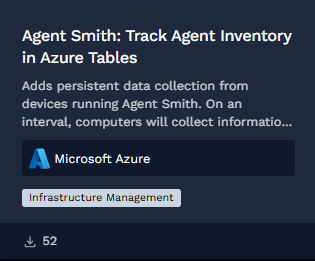 Agent Smith: Track Agent Inventory
in Azure Tables
Adds persistent data collection from
devices running Agent Smith. On an
interval, computers will collect informatio...
Microsoft Azure
Infrastructure Management
52